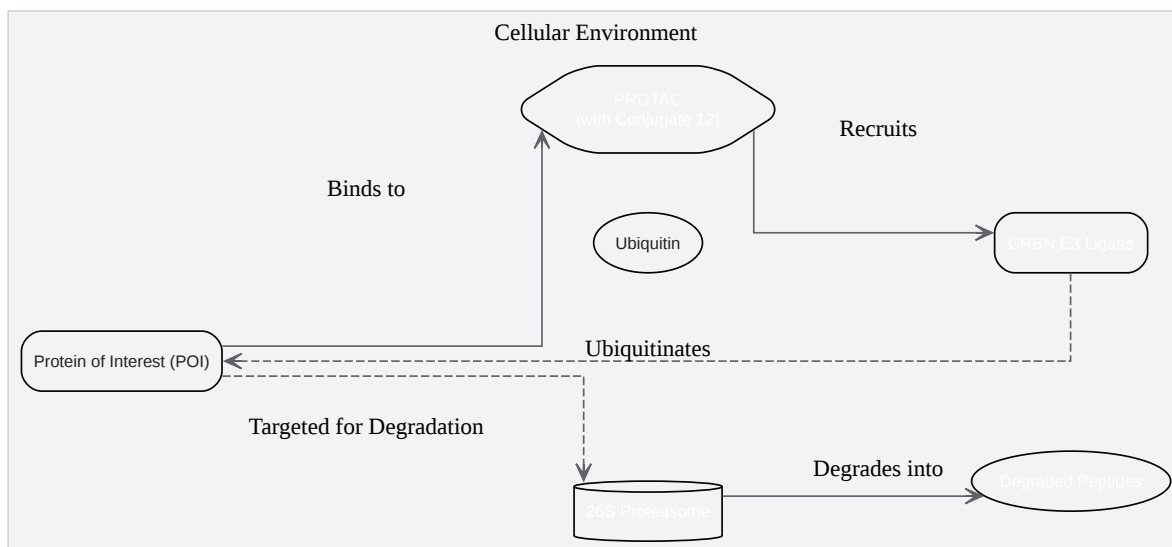 Cellular Environment
PROTAC
(with Conjugate 12)
Recruits
Binds to
Ubiquitin
CRBN E3 Ligase
Protein of Interest (POI)
Ubiquitinates
Targeted for Degradation
Degrades into
Degraded Peptides
26S Proteasome